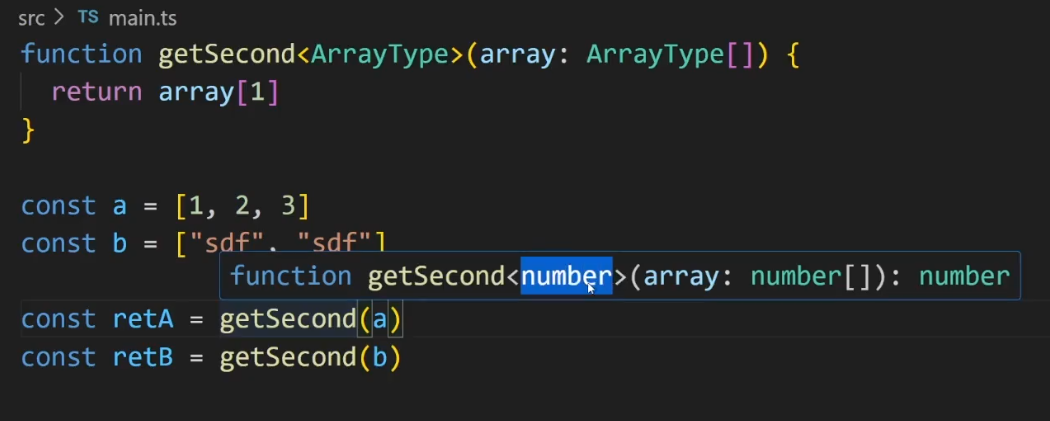 src > TS main.ts
function getSecond<ArrayType>(array: ArrayType[]) {
  return array[1]
}
const a = [1, 2, 3]
const b = ["sdf", "sdf"]
function getSecond<number>(array: number[]): number
const retA = getSecond(a)
const retB = getSecond(b)